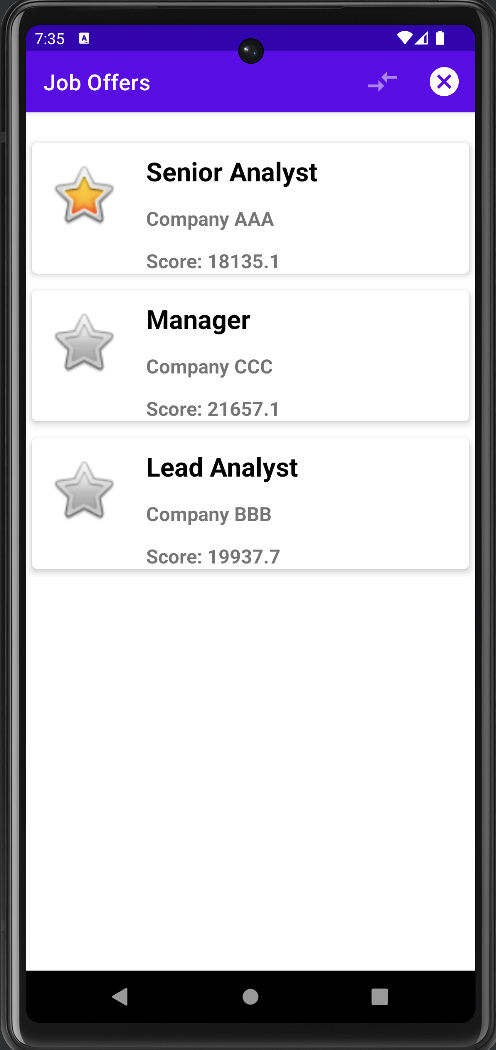 7:35
Job Offers
Senior Analyst
Company AAA
Score: 18135.1
Manager
Company CCC
Score: 21657.1
Lead Analyst
Company BBB
Score: 19937.7